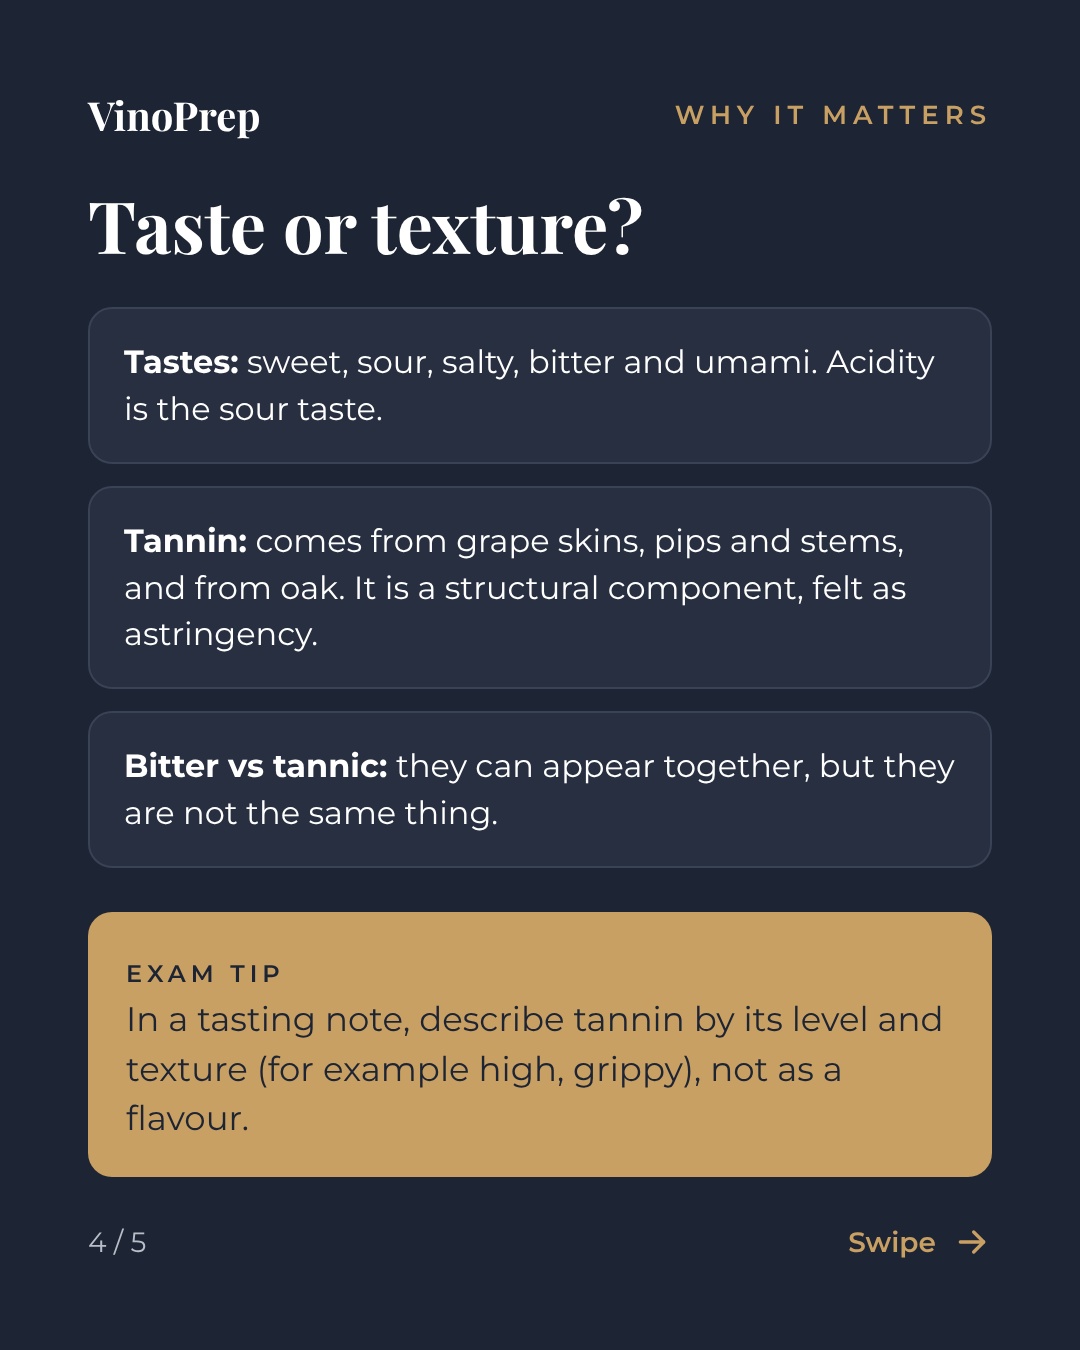 VinoPrep
WHY IT MATTERS
Taste or texture?
Tastes: sweet, sour, salty, bitter and umami. Acidity
is the sour taste.
Tannin: comes from grape skins, pips and stems,
and from oak. It is a structural component, felt as
astringency.
Bitter vs tannic: they can appear together, but they
are not the same thing.
EXAM TIP
In a tasting note, describe tannin by its level and
texture (for example high, grippy), not as a
flavour.
4 / 5
Swipe →